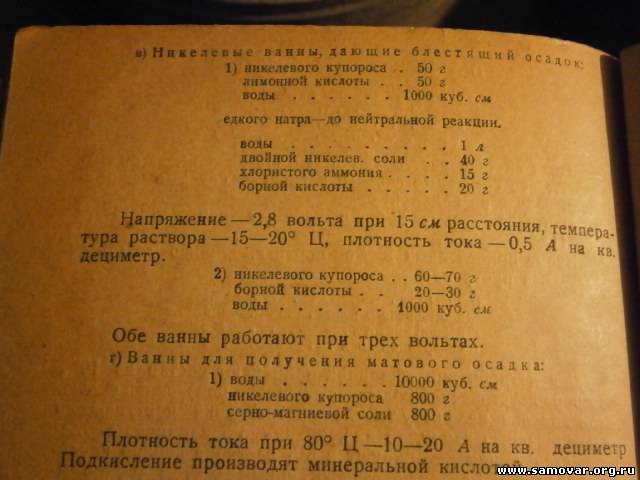 в) Никелевые ванны, дающие блестящий осадок:
1) никелевого купороса . . 50 г
лимонной кислоты . . 50 г
воды . . . . . . 1000 куб. см
едкого натра—до нейтральной реакции.
воды . . . . . . . . . 1 л
двойной никелев. соли . . 40 г
хлористого аммония . . . . 15 г
борной кислоты . . . . . 20 г
Напряжение — 2,8 вольта при 15 см расстояния, темпера-
тура раствора — 15—20° Ц, плотность тока — 0,5 А на кв.
дециметр.
2) никелевого купороса . . 60—70 г
борной кислоты . . 20—30 г
воды . . . . . . 1000 куб. см
Обе ванны работают при трех вольтах.
г) Ванны для получения матового осадка:
1) воды . . . . . . 10000 куб. см
никелевого купороса 800 г
серно-магниевой соли 800 г
Плотность тока при 80° Ц — 10—20 А на кв. дециметр
Подкисление производят минеральной
www.samovar.org.ru